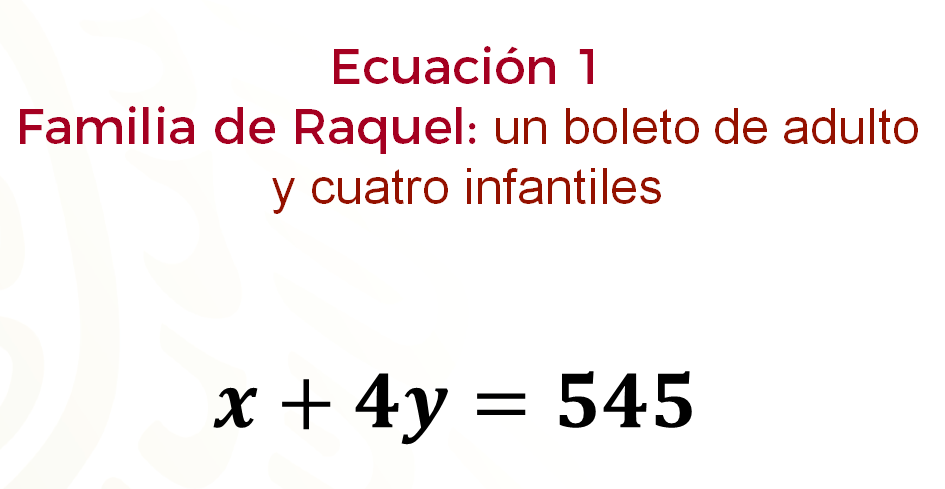 Ecuación 1
Familia de Raquel: un boleto de adulto
y cuatro infantiles
x + 4y = 545